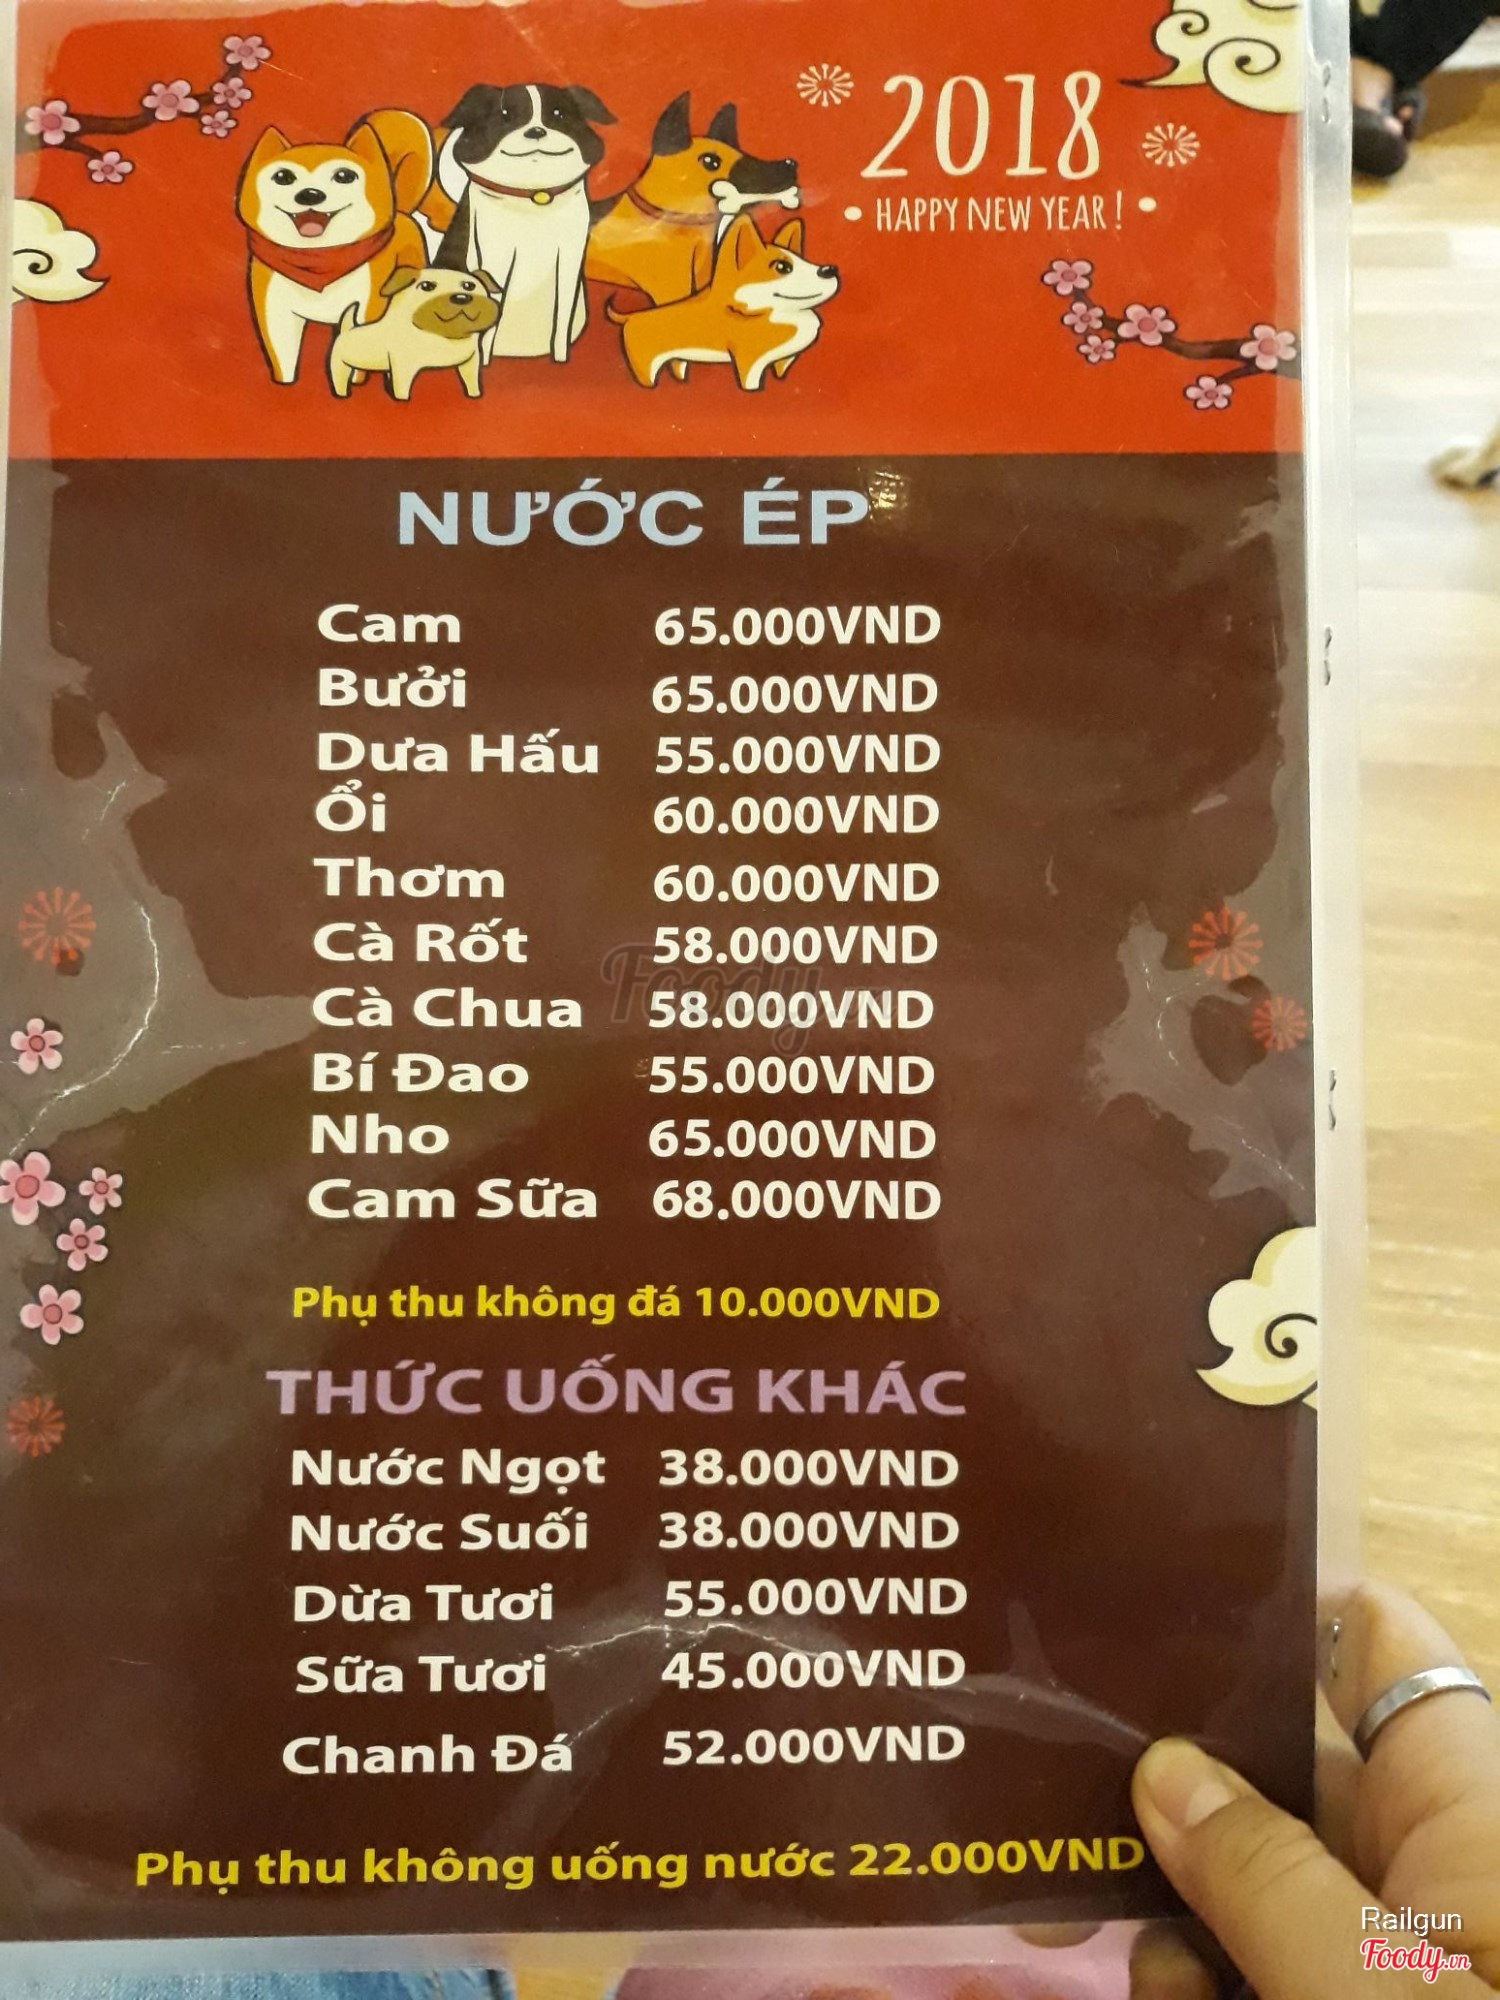 2018
• HAPPY NEW YEAR! •
NƯỚC ÉP
Cam 65.000VND
Bưởi 65.000VND
Dưa Hấu 55.000VND
Ổi 60.000VND
Thơm 60.000VND
Cà Rốt 58.000VND
Cà Chua 58.000VND
Bí Đao 55.000VND
Nho 65.000VND
Cam Sữa 68.000VND
Phụ thu không đá 10.000VND
THỨC UỐNG KHÁC
Nước Ngọt 38.000VND
Nước Suối 38.000VND
Dừa Tươi 55.000VND
Sữa Tươi 45.000VND
Chanh Đá 52.000VND
Phụ thu không uống nước 22.000VND
Foody.vn
Railgun
Foody.vn